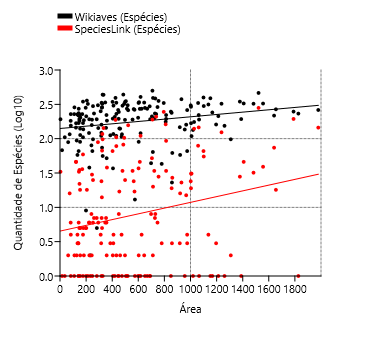 Wikiaves (Espécies)
SpeciesLink (Espécies)
Quantidade de Espécies (Log10)
3.0
2.5
2.0
1.5
1.0
0.5
0.0
0 200 400 600 800 1000 1200 1400 1600 1800
Área